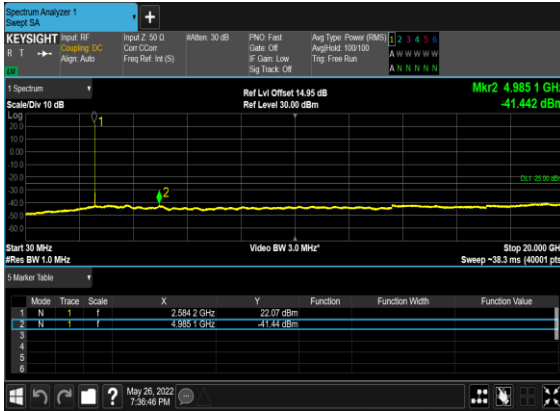 Spectrum Analyzer 1
Swept SA
KEYSIGHT Input: RF Input Z: 50 Ω #Atten: 30 dB PNO: Fast Avg Type: Power (RMS) 1 2 3 4 5 6
R T Coupling: DC Corr CCorr Gate: Off Avg|Hold: 100/100 A W W W W W
Align: Auto Freq Ref: Int (S) IF Gain: Low Trig: Free Run
Sig Track: Off A N N N N N
1 Spectrum Ref Lvl Offset 14.95 dB Mkr2 4.985 1 GHz
Scale/Div 10 dB Ref Level 30.00 dBm -41.442 dBm
Log
20.0
10.0
0.00
-10.0
-20.0
-30.0
-40.0
-50.0
-60.0
1
2
DL1 -25.00 dBm
Start 30 MHz Video BW 3.0 MHz* Stop 20.000 GHz
#Res BW 1.0 MHz Sweep ~38.3 ms (40001 pts)
5 Marker Table
Mode Trace Scale X Y Function Function Width Function Value
1 N 1 f 2.584 2 GHz 22.07 dBm
2 N 1 f 4.985 1 GHz -41.44 dBm
3
4
5
6
? May 26, 2022
7:36:46 PM